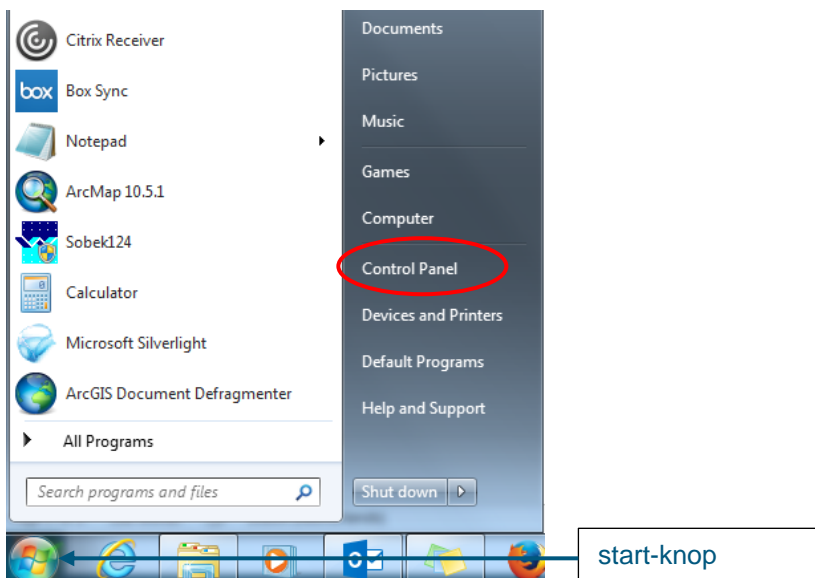 Citrix Receiver
box
Box Sync
Notepad
ArcMap 10.5.1
Sobek124
Calculator
Microsoft Silverlight
ArcGIS Document Defragmenter
All Programs
Search programs and files
Documents
Pictures
Music
Games
Computer
Control Panel
Devices and Printers
Default Programs
Help and Support
Shut down
start-knop